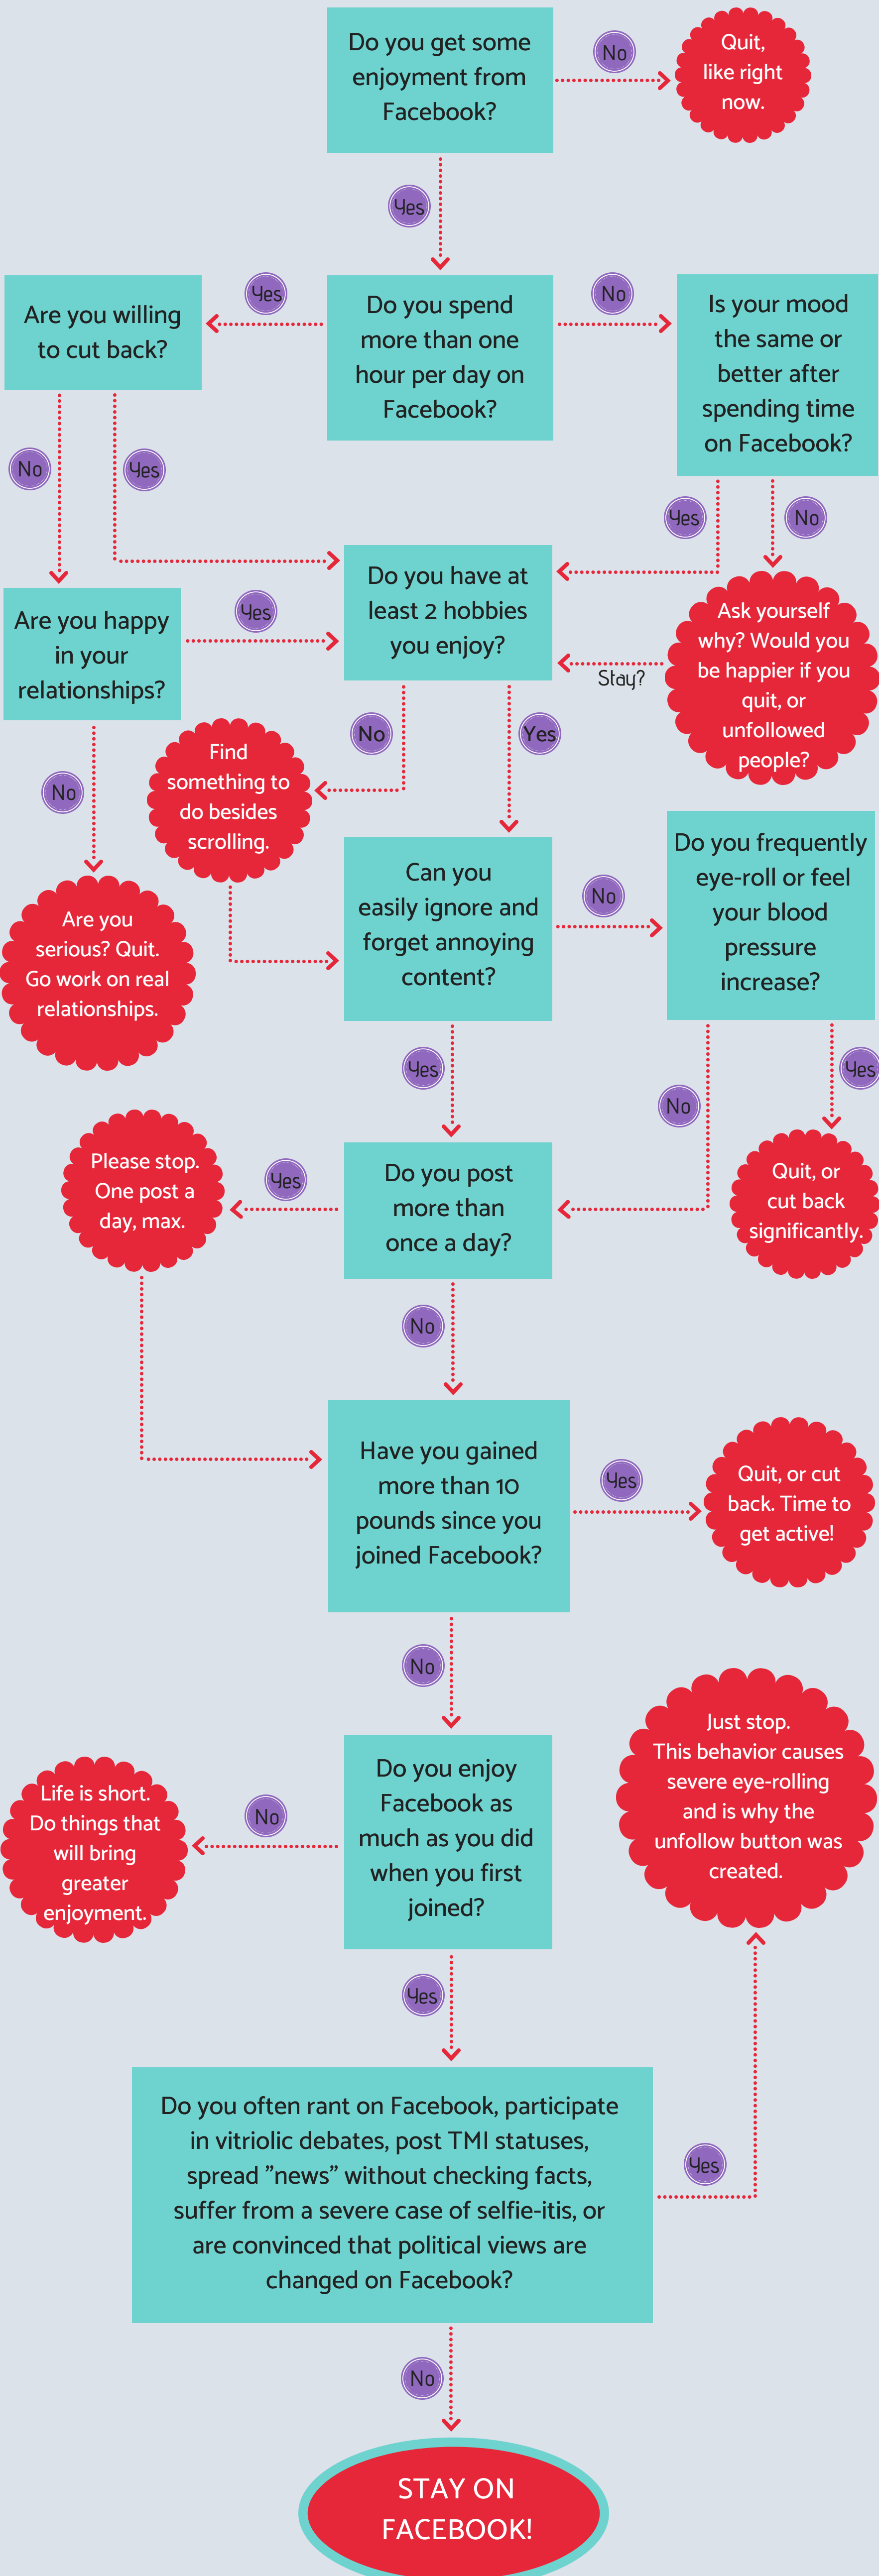 Do you get some
enjoyment from
Facebook?
No
Quit,
like right
now.
Yes
Are you willing
to cut back?
Yes
Do you spend
more than one
hour per day on
Facebook?
No
Is your mood
the same or
better after
spending time
on Facebook?
No
Yes
Yes
No
Are you happy
in your
relationships?
Yes
Do you have at
least 2 hobbies
you enjoy?
Stay?
Ask yourself
why? Would you
be happier if you
quit, or
unfollowed
people?
No
Find
something to
do besides
scrolling.
No
Yes
Are you
serious? Quit.
Go work on real
relationships.
Can you
easily ignore and
forget annoying
content?
No
Do you frequently
eye-roll or feel
your blood
pressure
increase?
Yes
No
Yes
Please stop.
One post a
day, max.
Yes
Do you post
more than
once a day?
Quit, or
cut back
significantly.
No
Have you gained
more than 10
pounds since you
joined Facebook?
Yes
Quit, or cut
back. Time to
get active!
No
Life is short.
Do things that
will bring
greater
enjoyment.
No
Do you enjoy
Facebook as
much as you did
when you first
joined?
Just stop.
This behavior causes
severe eye-rolling
and is why the
unfollow button was
created.
Yes
Do you often rant on Facebook, participate
in vitriolic debates, post TMI statuses,
spread "news" without checking facts,
suffer from a severe case of selfie-itis, or
are convinced that political views are
changed on Facebook?
Yes
No
STAY ON
FACEBOOK!